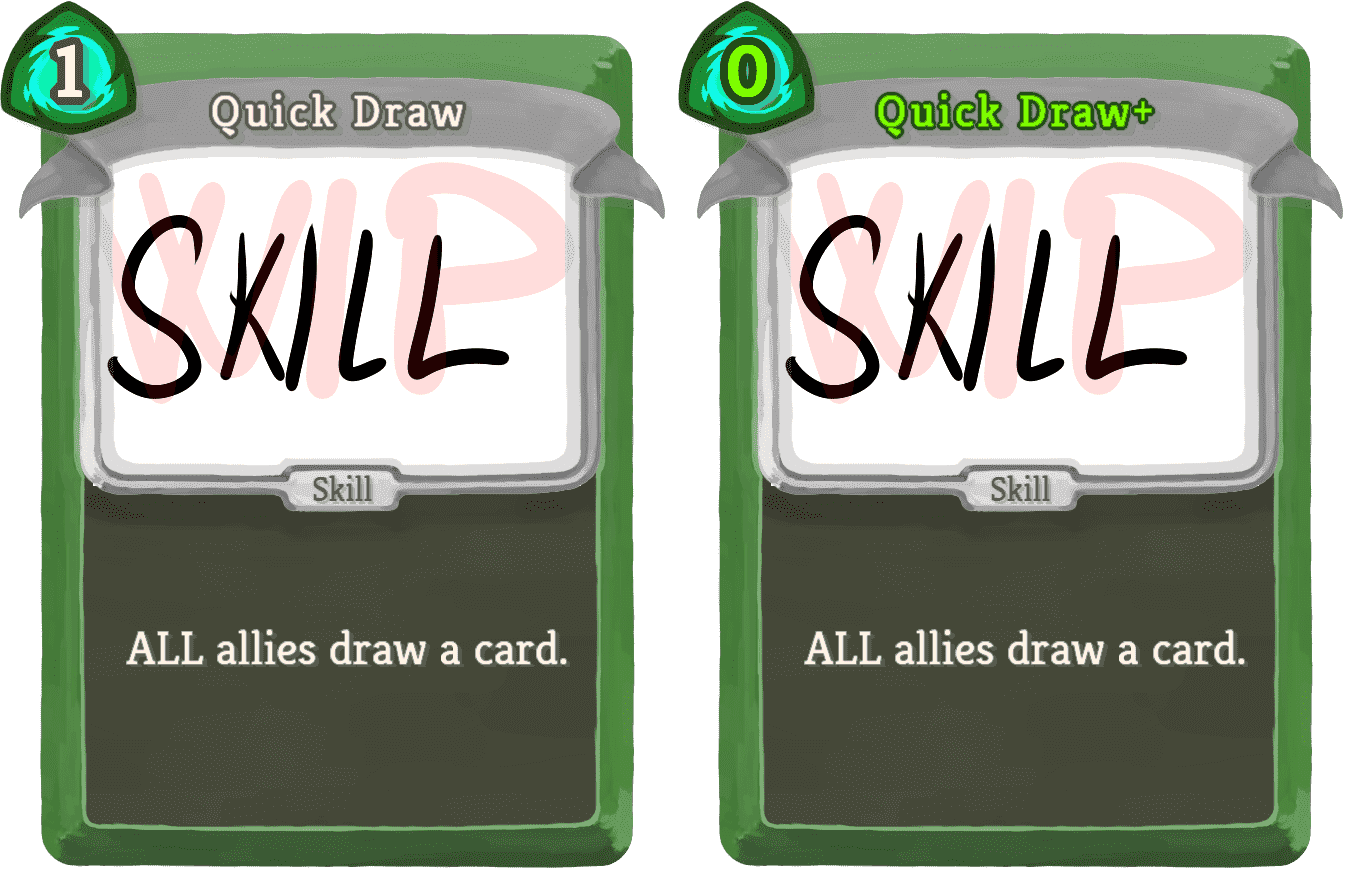 1
Quick Draw
WIP
SKILL
Skill
ALL allies draw a card.
0
Quick Draw+
WIP
SKILL
Skill
ALL allies draw a card.